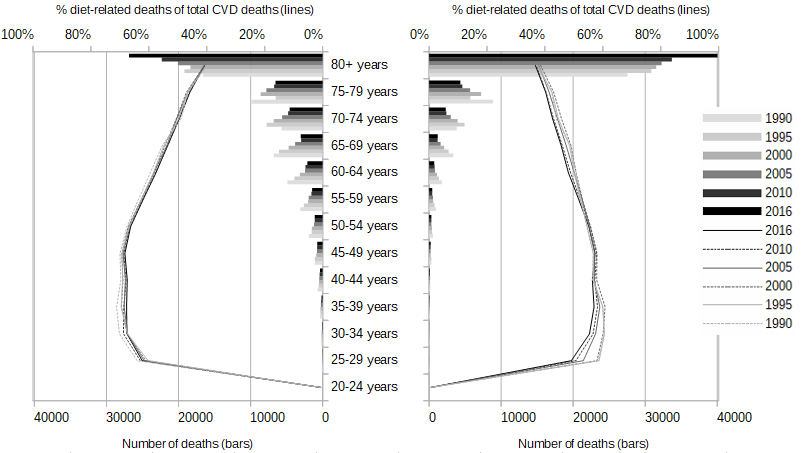 % diet-related deaths of total CVD deaths (lines)
% diet-related deaths of total CVD deaths (lines)
100% 80% 60% 40% 20% 0%
0% 20% 40% 60% 80% 100%
80+ years
75-79 years
70-74 years
65-69 years
60-64 years
55-59 years
50-54 years
45-49 years
40-44 years
35-39 years
30-34 years
25-29 years
20-24 years
1990
1995
2000
2005
2010
2016
2016
2010
2005
2000
1995
1990
40000 30000 20000 10000 0
0 10000 20000 30000 40000
Number of deaths (bars)
Number of deaths (bars)